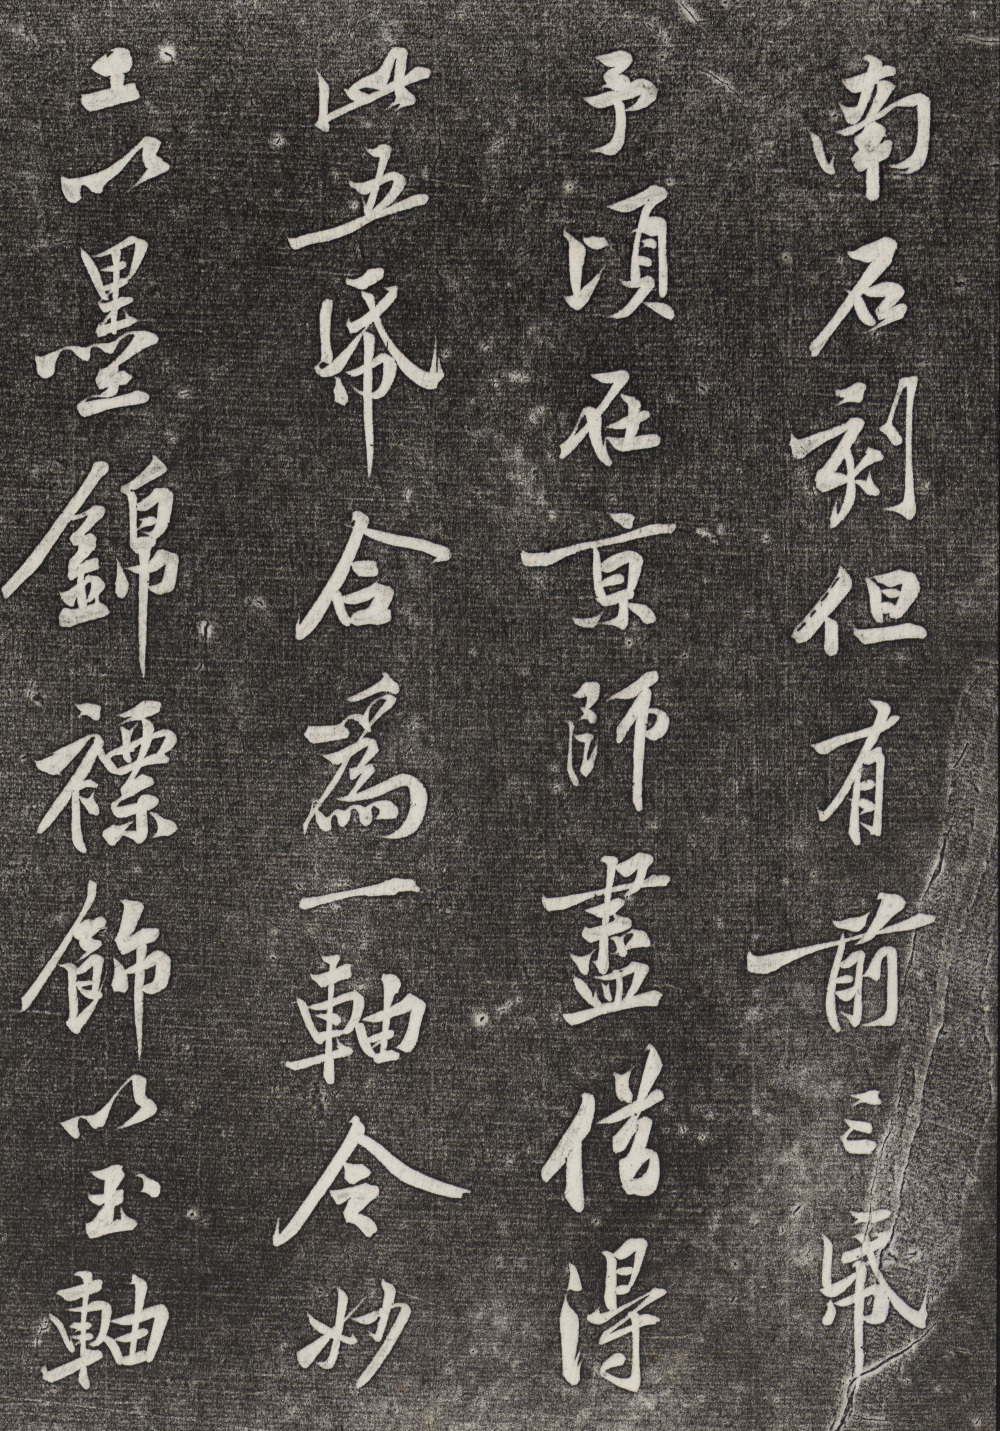 南石刻但有前三帋
予頃在京師盡借得
此五帋合爲一軸令妙
工以墨錦褾飾以玉軸